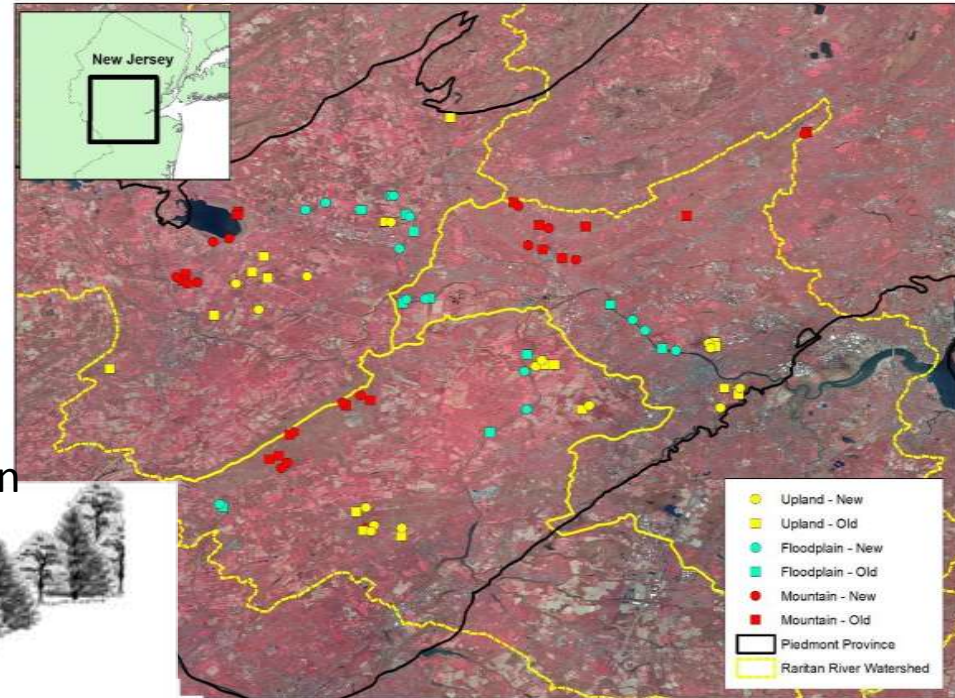 New Jersey
n
Upland - New
Upland - Old
Floodplain - New
Floodplain - Old
Mountain - New
Mountain - Old
Piedmont Province
Raritan River Watershed